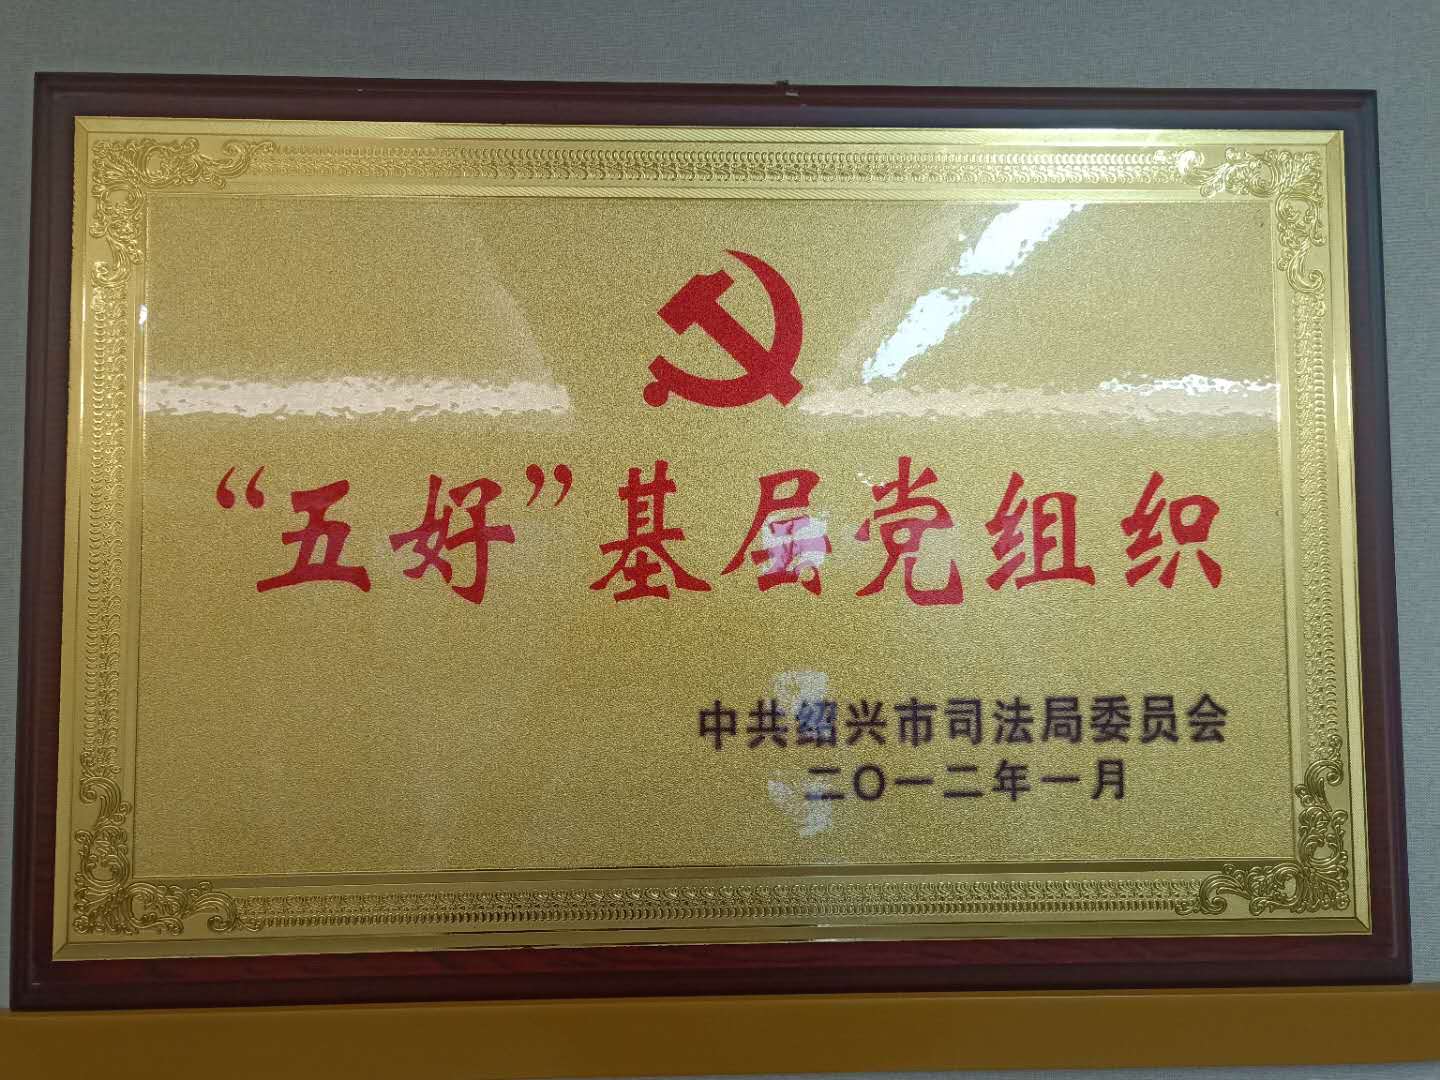 “五好”基层党组织
中共绍兴市司法局委员会
二〇一二年一月